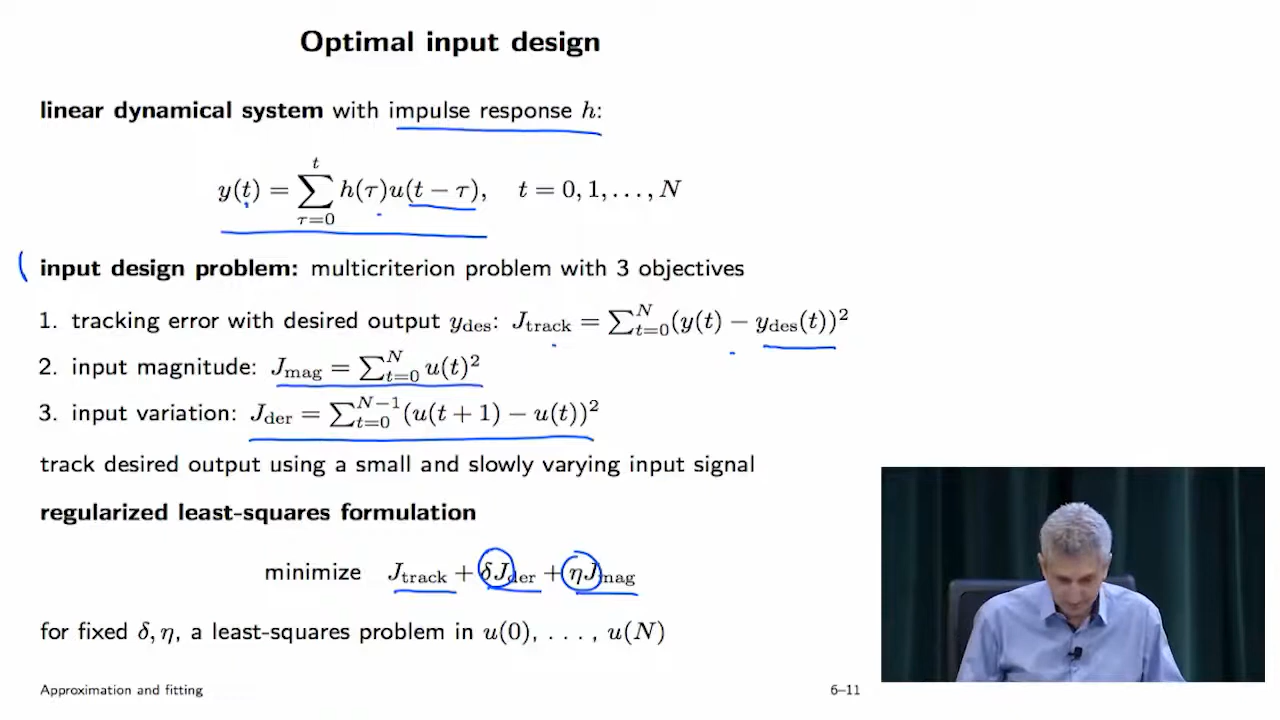 Optimal input design
linear dynamical system with impulse response h:
y(t) = ∑_{τ=0}^{t} h(τ)u(t − τ), t = 0, 1, . . . , N
input design problem: multicriterion problem with 3 objectives
1. tracking error with desired output y_des: J_track = ∑_{t=0}^{N} (y(t) − y_des(t))²
2. input magnitude: J_mag = ∑_{t=0}^{N} u(t)²
3. input variation: J_der = ∑_{t=0}^{N−1} (u(t + 1) − u(t))²
track desired output using a small and slowly varying input signal
regularized least-squares formulation
minimize J_track + δJ_der + ηJ_mag
for fixed δ, η, a least-squares problem in u(0), . . . , u(N)
Approximation and fitting 6–11